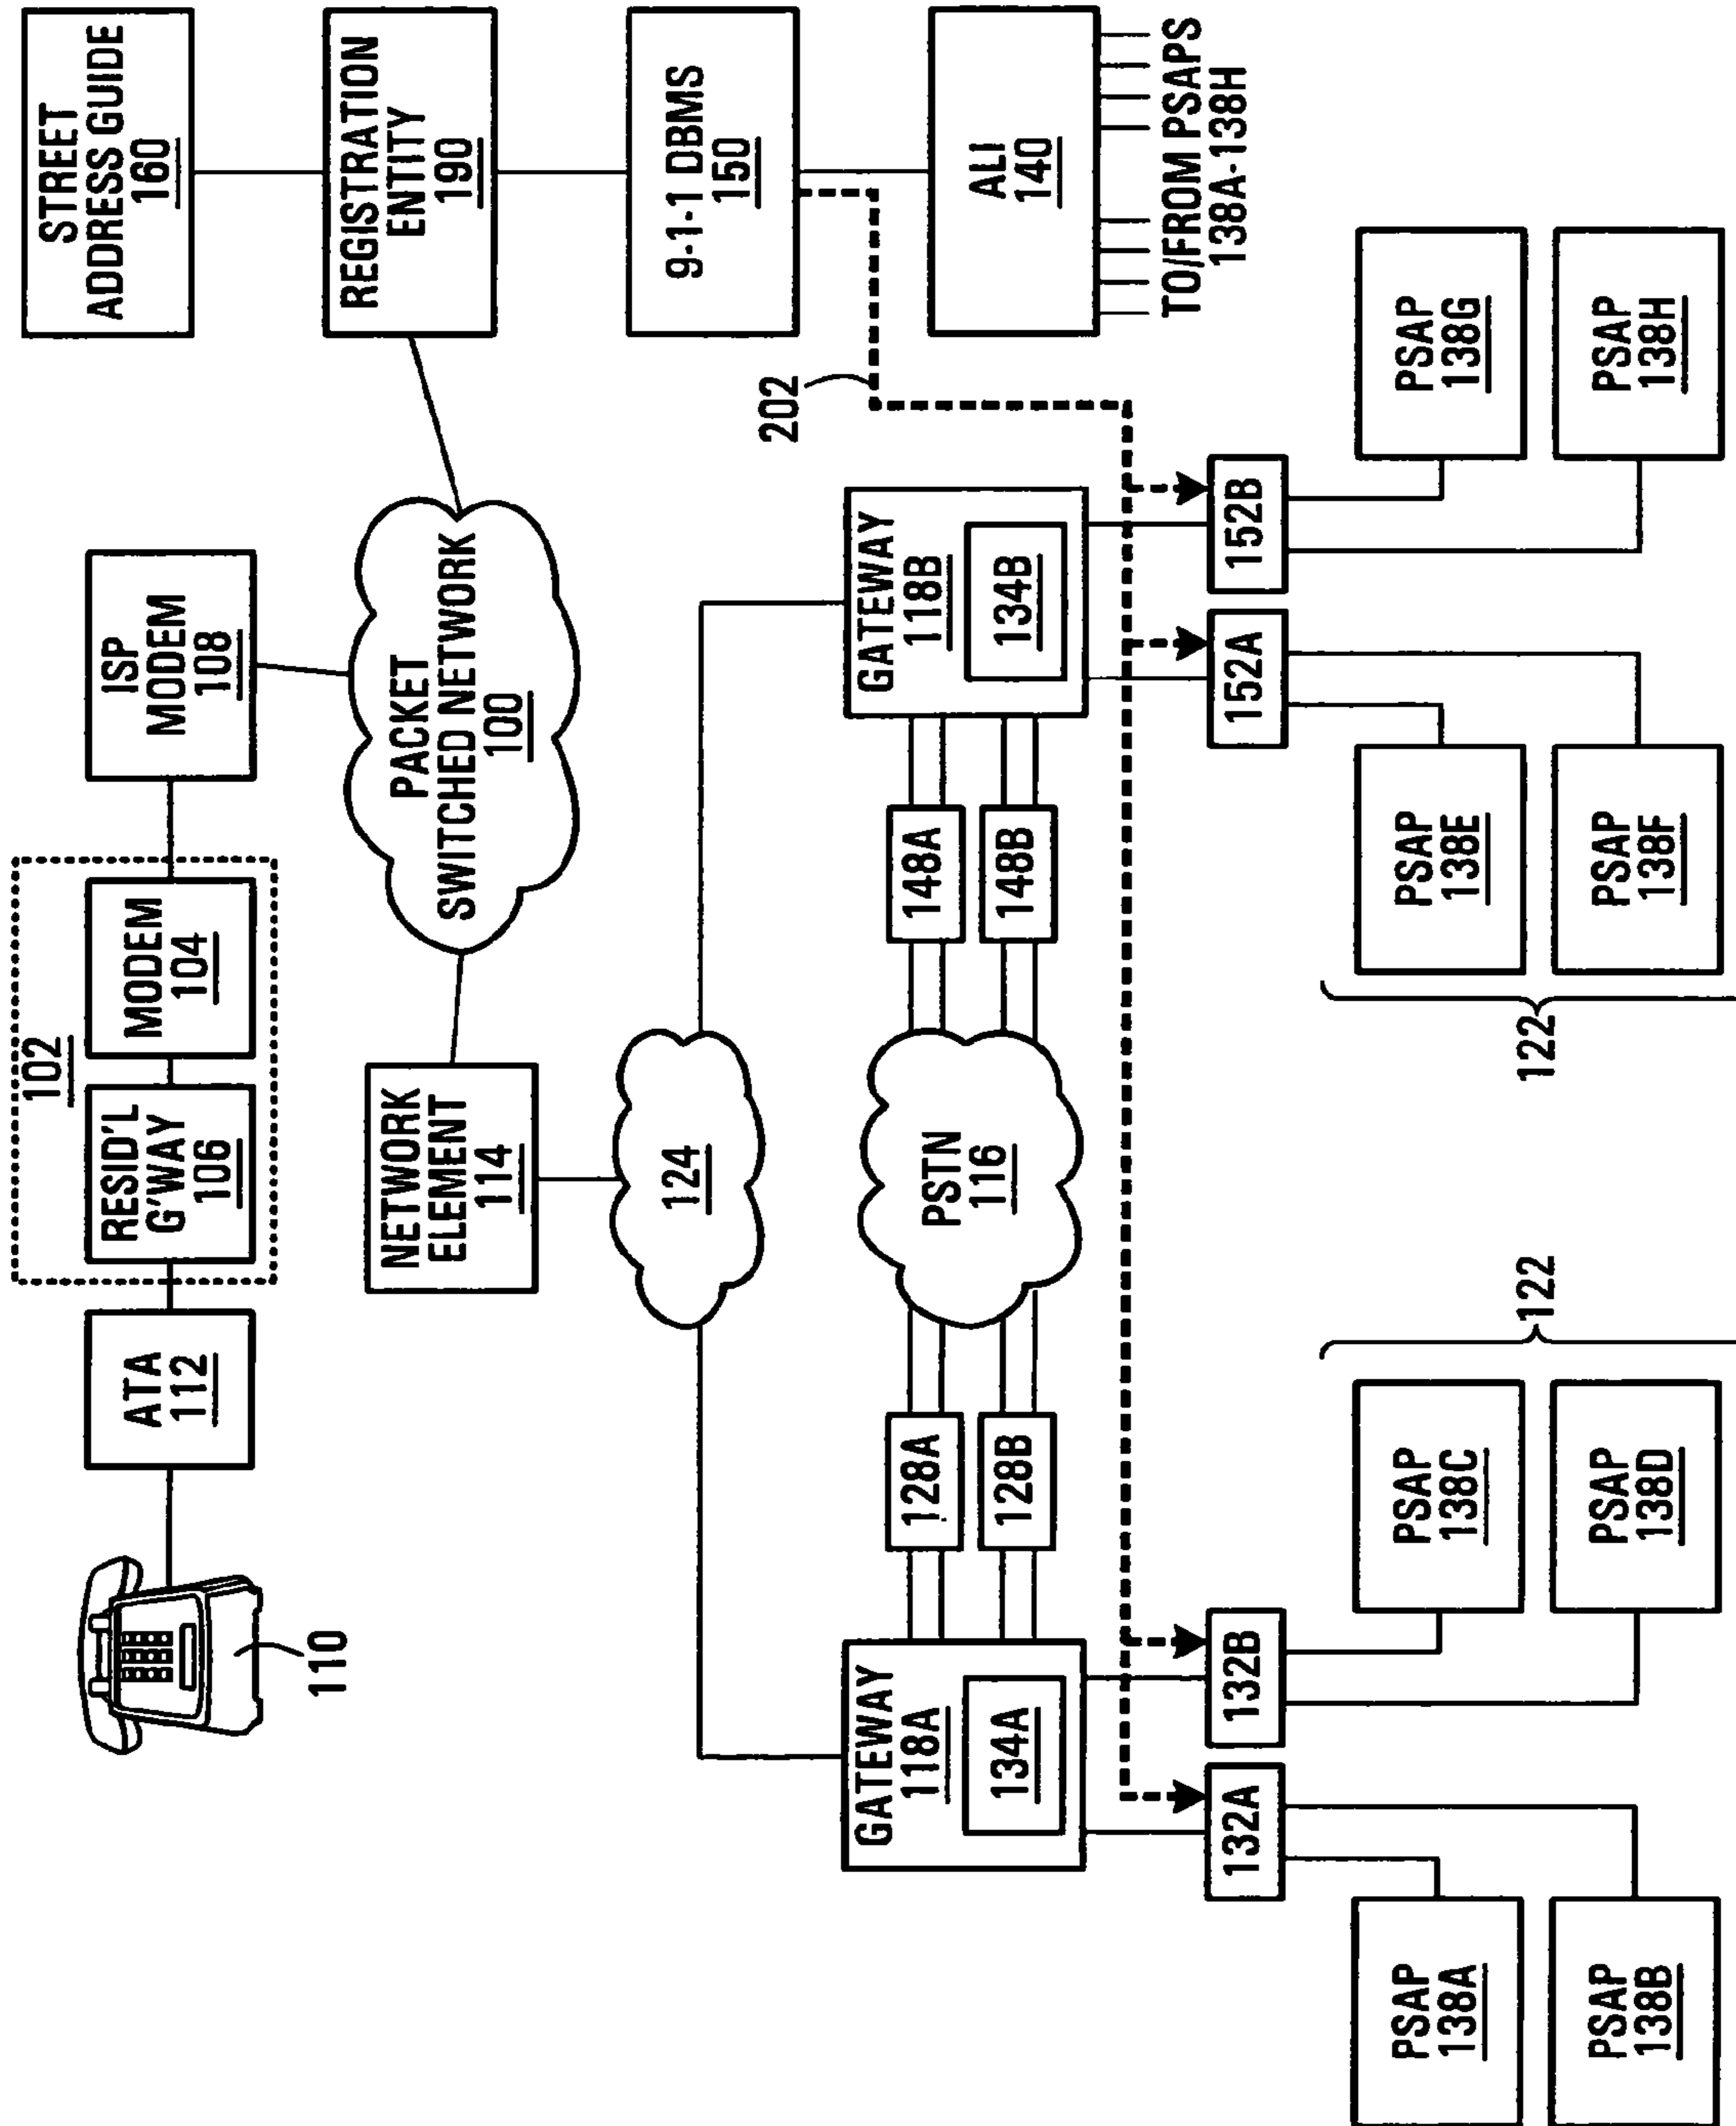 110
ATA
112
102
RESID'L
G'WAY
106
MODEM
104
ISP
MODEM
108
STREET
ADDRESS GUIDE
160
NETWORK
ELEMENT
114
PACKET
SWITCHED NETWORK
100
REGISTRATION
ENTITY
190
124
9-1-1 DBMS
150
202
GATEWAY
118A
134A
128A
128B
PSTN
116
148A
148B
GATEWAY
118B
134B
ALI
140
TO/FROM PSAPS
138A-138H
132A
132B
152A
152B
PSAP
138A
PSAP
138B
PSAP
138C
PSAP
138D
122
122
PSAP
138E
PSAP
138F
PSAP
138G
PSAP
138H